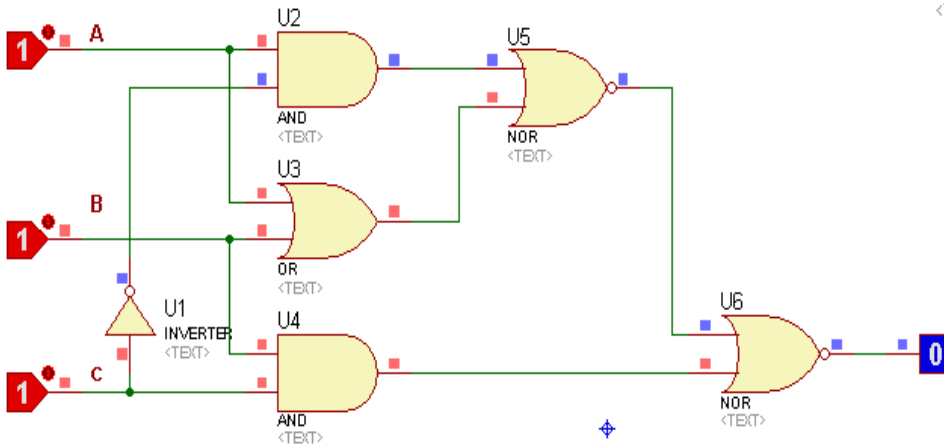 A
U2
U5
1
AND
<TEXT>
NOR
<TEXT>
U3
B
1
OR
<TEXT>
U1
INVERTER
<TEXT>
U4
U6
C
1
0
AND
<TEXT>
NOR
<TEXT>